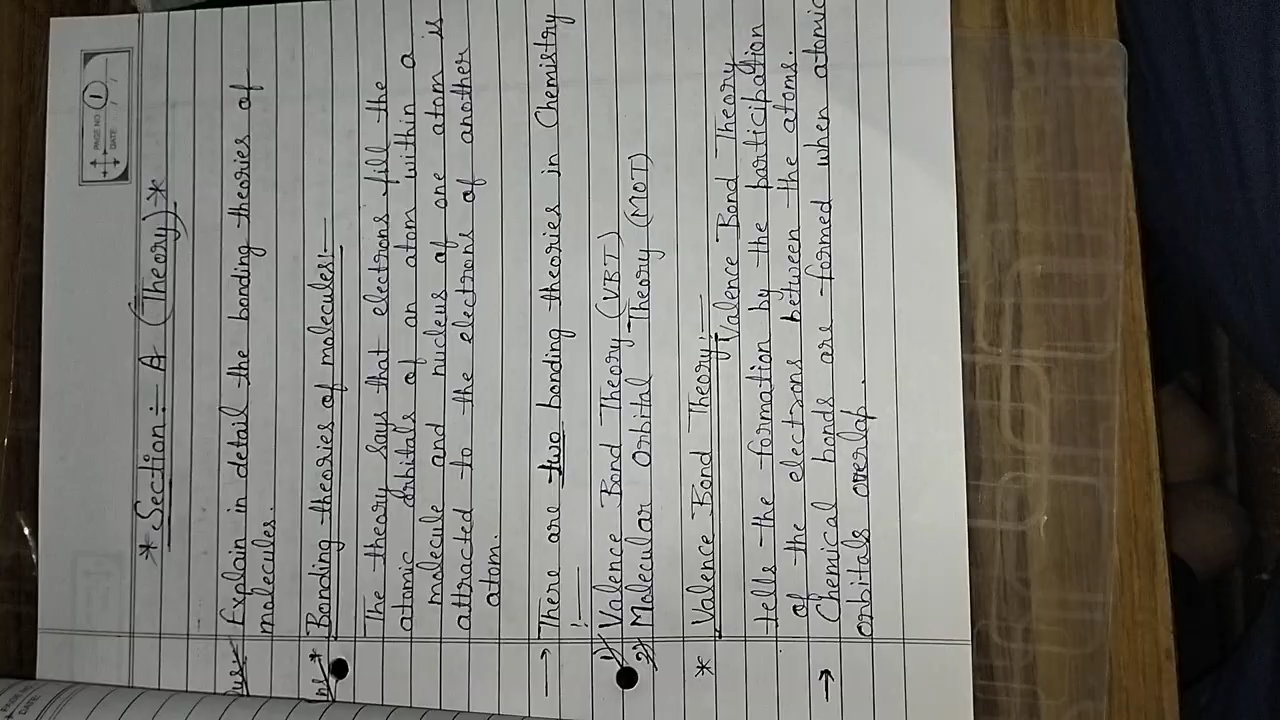 PAGE NO 1
DATE / /
* Section :- A (Theory) *
Explain in detail the bonding theories of
molecules.
Ans * Bonding theories of molecules:-
The theory says that electrons fill the
atomic orbitals of an atom within a
molecule and nucleus of one atom is
attracted to the electrons of another
atom.
→ There are two bonding theories in Chemistry
:-
1) Valence Bond Theory (VBT)
2) Molecular Orbital Theory (MOT)
* Valence Bond Theory:-
Valence Bond Theory
tells the formation by the participation
of the electrons between the atoms.
→ Chemical bonds are formed when atomic
orbitals overlap.
PAGE NO
DATE: